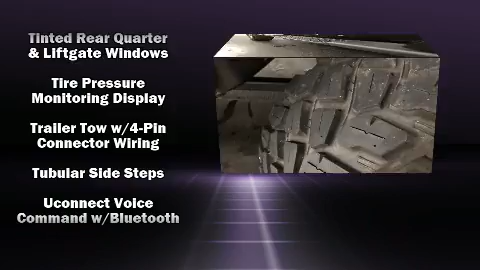 Tinted Rear Quarter
& Liftgate Windows
Tire Pressure
Monitoring Display
Trailer Tow w/4-Pin
Connector Wiring
Tubular Side Steps
Uconnect Voice
Command w/Bluetooth